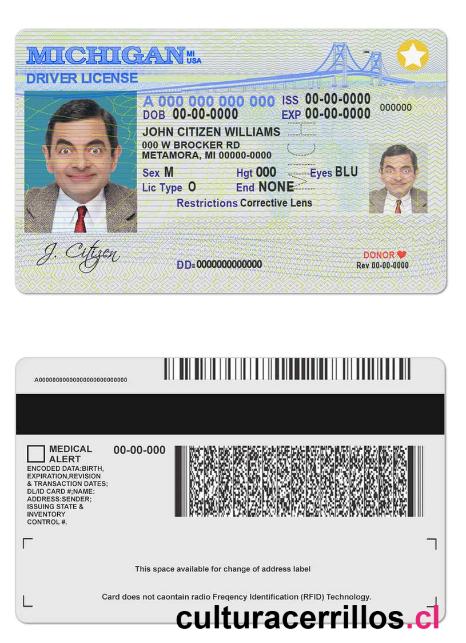 MICHIGAN MI
USA
DRIVER LICENSE
A 000 000 000 000 ISS 00-00-0000
DOB 00-00-0000 EXP 00-00-0000 000000
JOHN CITIZEN WILLIAMS
000 W BROCKER RD
METAMORA, MI 00000-0000
Sex M Hgt 000 Eyes BLU
Lic Type O End NONE
Restrictions Corrective Lens
J. Citizen
DD: 0000000000000
DONOR
Rev 00-00-0000
MEDICAL
ALERT
00-00-000
ENCODED DATA:BIRTH,
EXPIRATION,REVISION
& TRANSACTION DATES;
DL/ID CARD #;NAME:
ADDRESS:SENDER;
ISSUING STATE &
INVENTORY
CONTROL #.
This space available for change of address label
Card does not caontain radio Freqency Identification (RFID) Technology.
culturacerrillos.cl